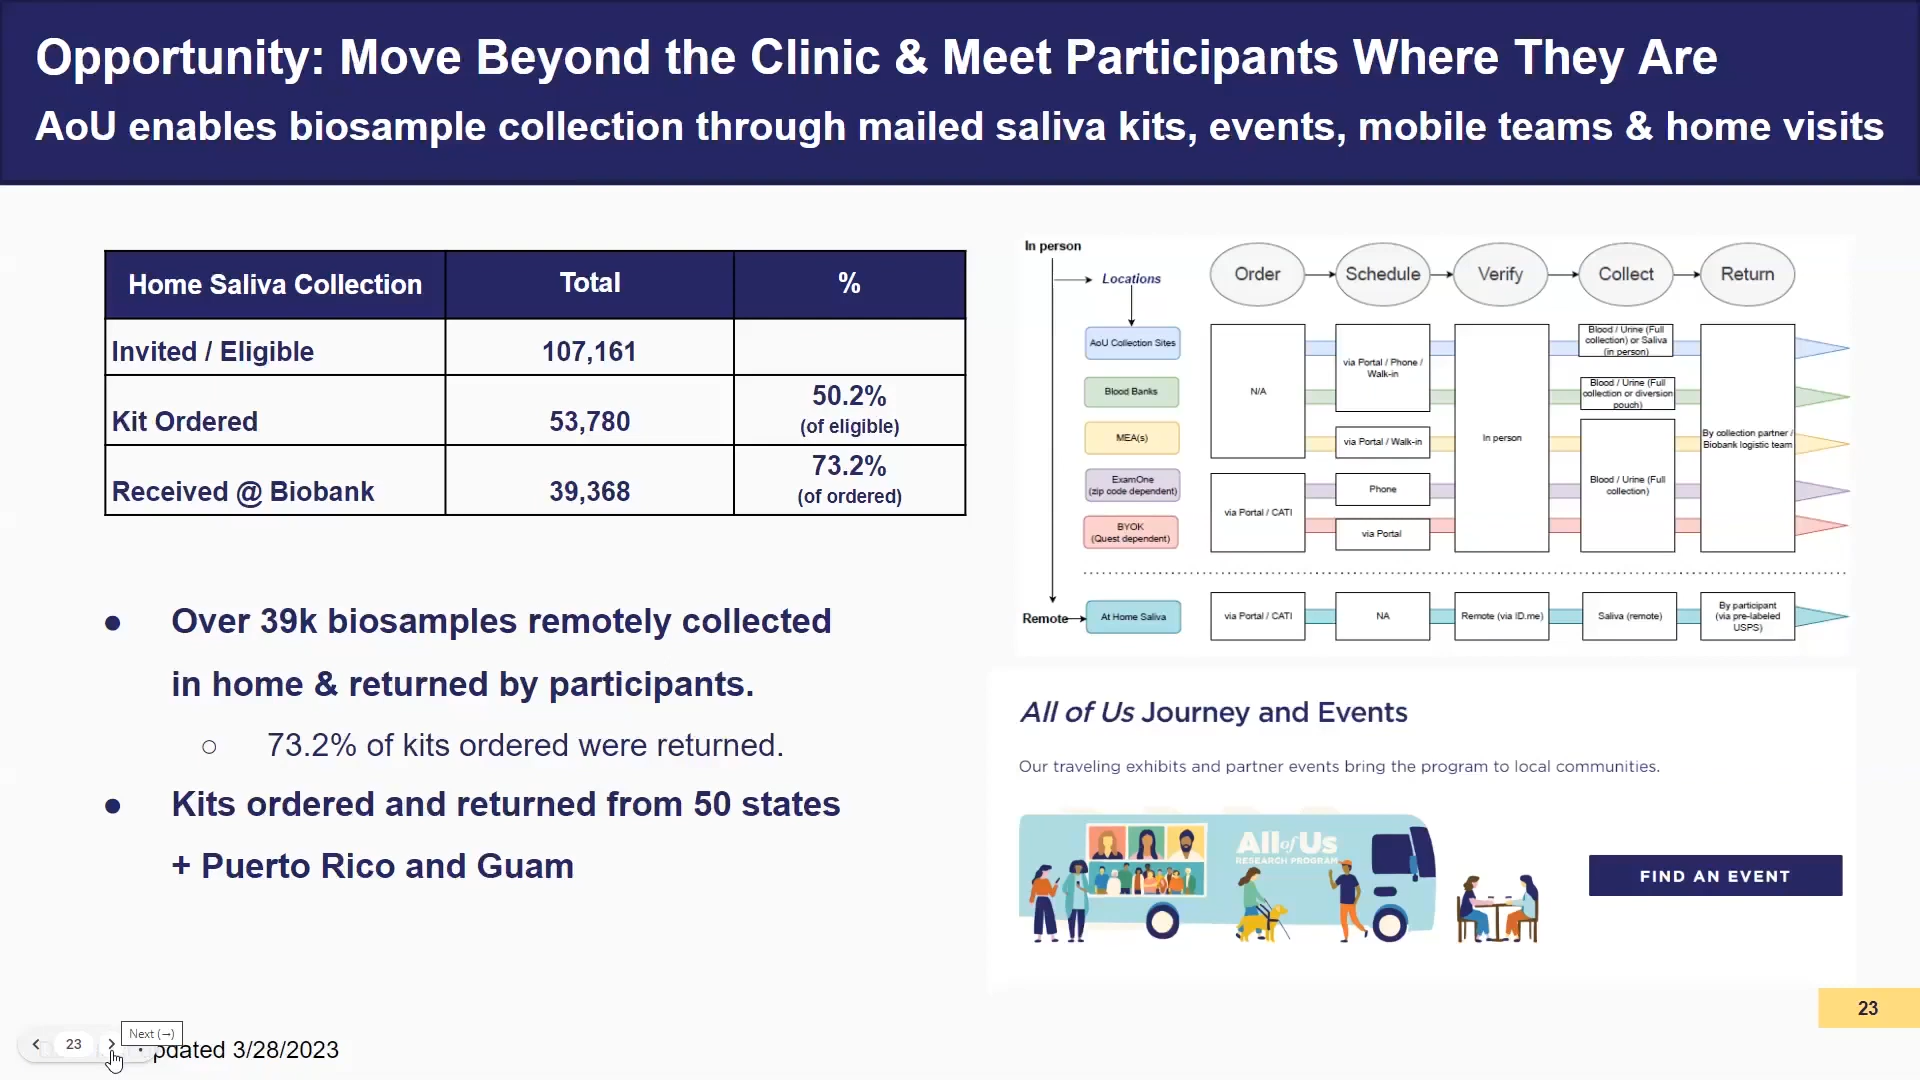 Opportunity: Move Beyond the Clinic & Meet Participants Where They Are
AoU enables biosample collection through mailed saliva kits, events, mobile teams & home visits
Home Saliva Collection Total %
Invited / Eligible 107,161
Kit Ordered 53,780 50.2%
(of eligible)
Received @ Biobank 39,368 73.2%
(of ordered)
● Over 39k biosamples remotely collected
in home & returned by participants.
○ 73.2% of kits ordered were returned.
● Kits ordered and returned from 50 states
+ Puerto Rico and Guam
In person
Locations
Order Schedule Verify Collect Return
AoU Collection Sites
Blood Banks
MEA(s)
ExamOne
(zip code dependent)
BYOK
(Quest dependent)
N/A
via Portal / CATI
via Portal / Phone /
Walk-in
via Portal / Walk-in
Phone
via Portal
In person
Blood / Urine (Full
collection) or Saliva
(in person)
Blood / Urine (Full
collection or diversion
pouch)
Blood / Urine (Full
collection)
By collection partner /
Biobank logistic team
Remote
At Home Saliva
via Portal / CATI
NA
Remote (via ID.me)
Saliva (remote)
By participant
(via pre-labeled
USPS)
All of Us Journey and Events
Our traveling exhibits and partner events bring the program to local communities.
All of Us
RESEARCH PROGRAM
FIND AN EVENT
23
Next (→)
23
pdated 3/28/2023